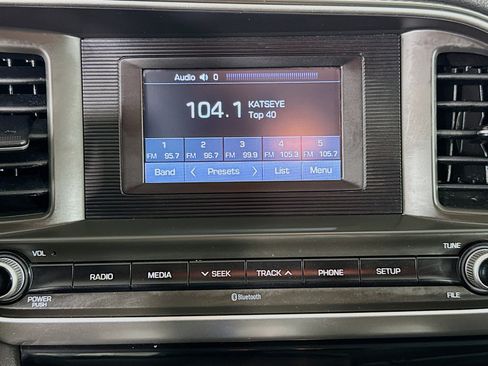 Audio 0
104.1 KATSEYE
Top 40
1 2 3 4 5
FM 95.7 FM 96.7 FM 99.9 FM 105.3 FM 105.7
Band < Presets > List Menu
VOL TUNE
RADIO MEDIA SEEK TRACK PHONE SETUP
POWER FILE
PUSH
Bluetooth